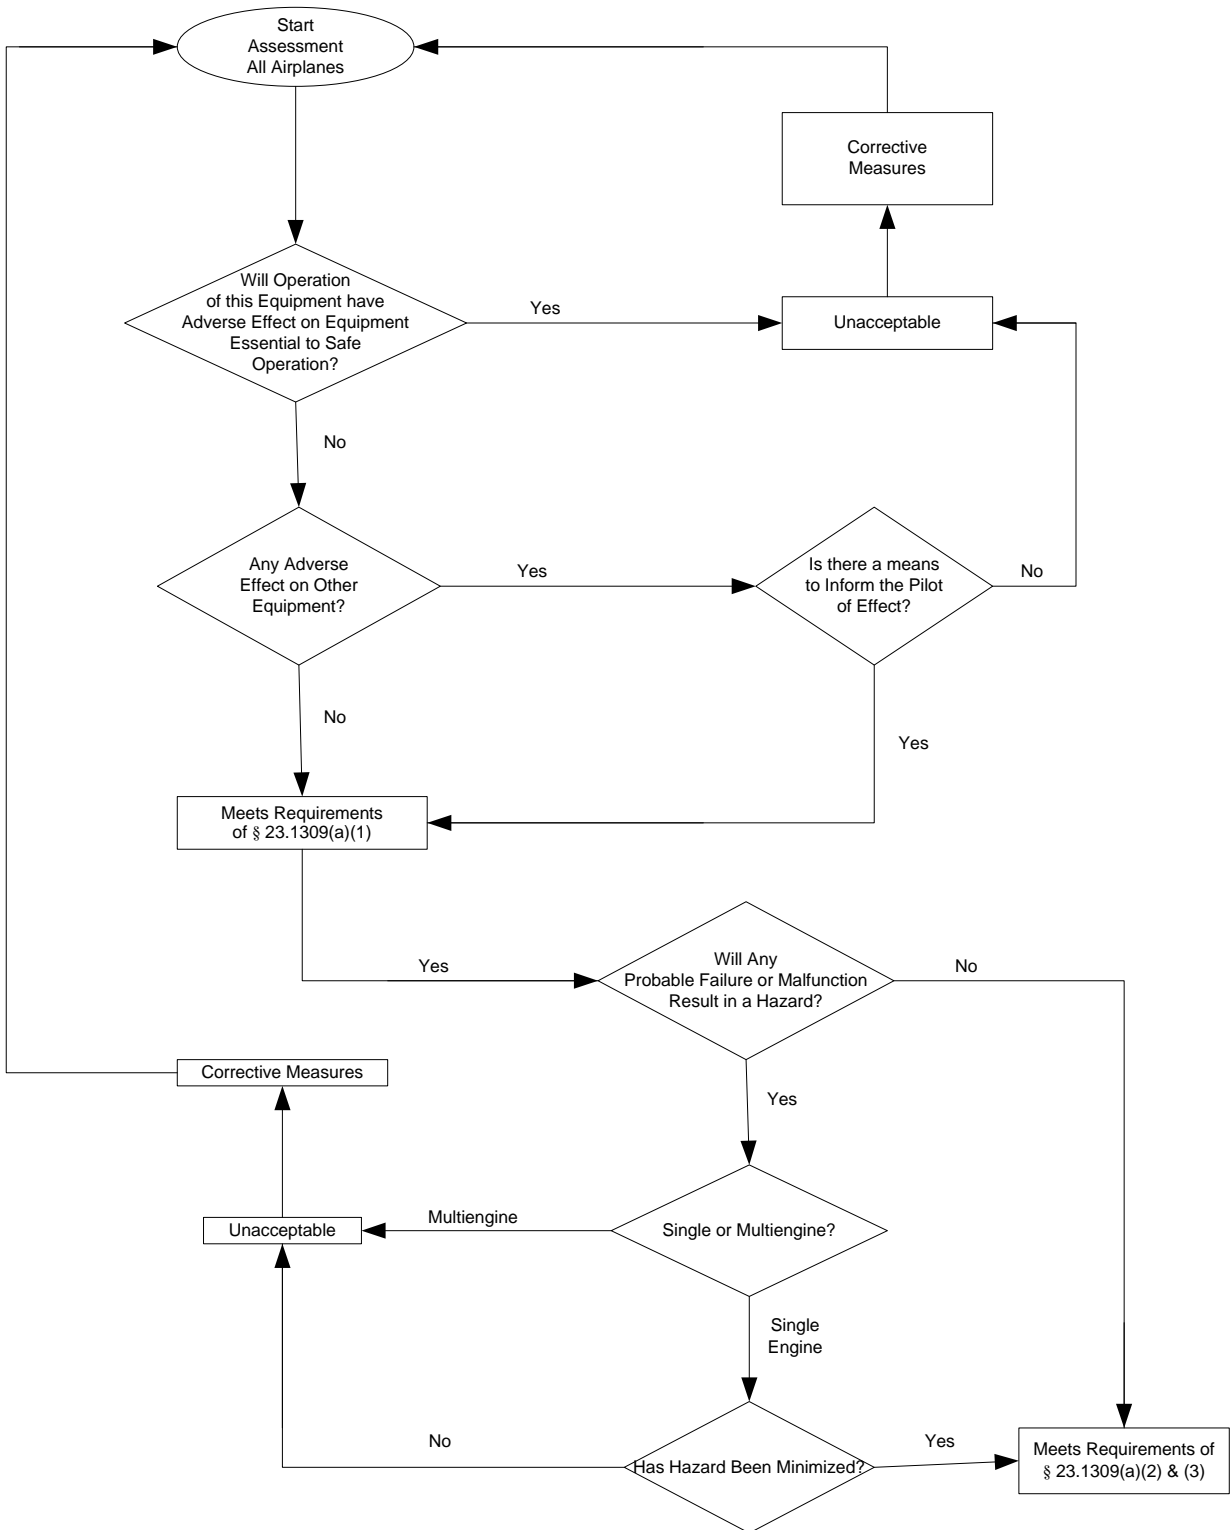 Start
Assessment
All Airplanes
Corrective
Measures
Will Operation
of this Equipment have
Adverse Effect on Equipment
Essential to Safe
Operation?
Yes
Unacceptable
No
Any Adverse
Effect on Other
Equipment?
Yes
Is there a means
to Inform the Pilot
of Effect?
No
No
Yes
Meets Requirements
of § 23.1309(a)(1)
Yes
Will Any
Probable Failure or Malfunction
Result in a Hazard?
No
Corrective Measures
Yes
Unacceptable
Multiengine
Single or Multiengine?
Single
Engine
No
Has Hazard Been Minimized?
Yes
Meets Requirements of
§ 23.1309(a)(2) & (3)